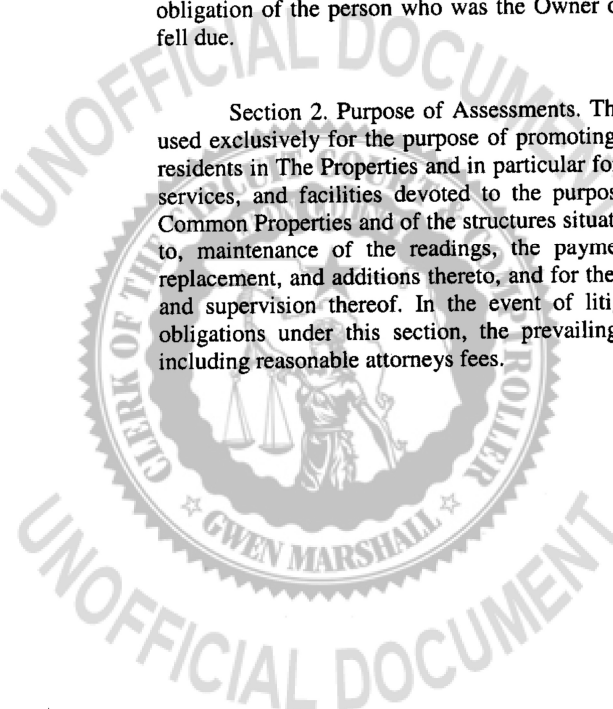 obligation of the person who was the Owner o
fell due.
Section 2. Purpose of Assessments. Th
used exclusively for the purpose of promoting
residents in The Properties and in particular fo
services, and facilities devoted to the purpos
Common Properties and of the structures situat
to, maintenance of the readings, the payme
replacement, and additions thereto, and for the
and supervision thereof. In the event of liti
obligations under this section, the prevailing
including reasonable attorneys fees.
UNOFFICIAL DOCU
CLERK OF THE CIRCUIT COU
ROLLER
GWEN MARSHALL
UNOFFICIAL DOCUMENT